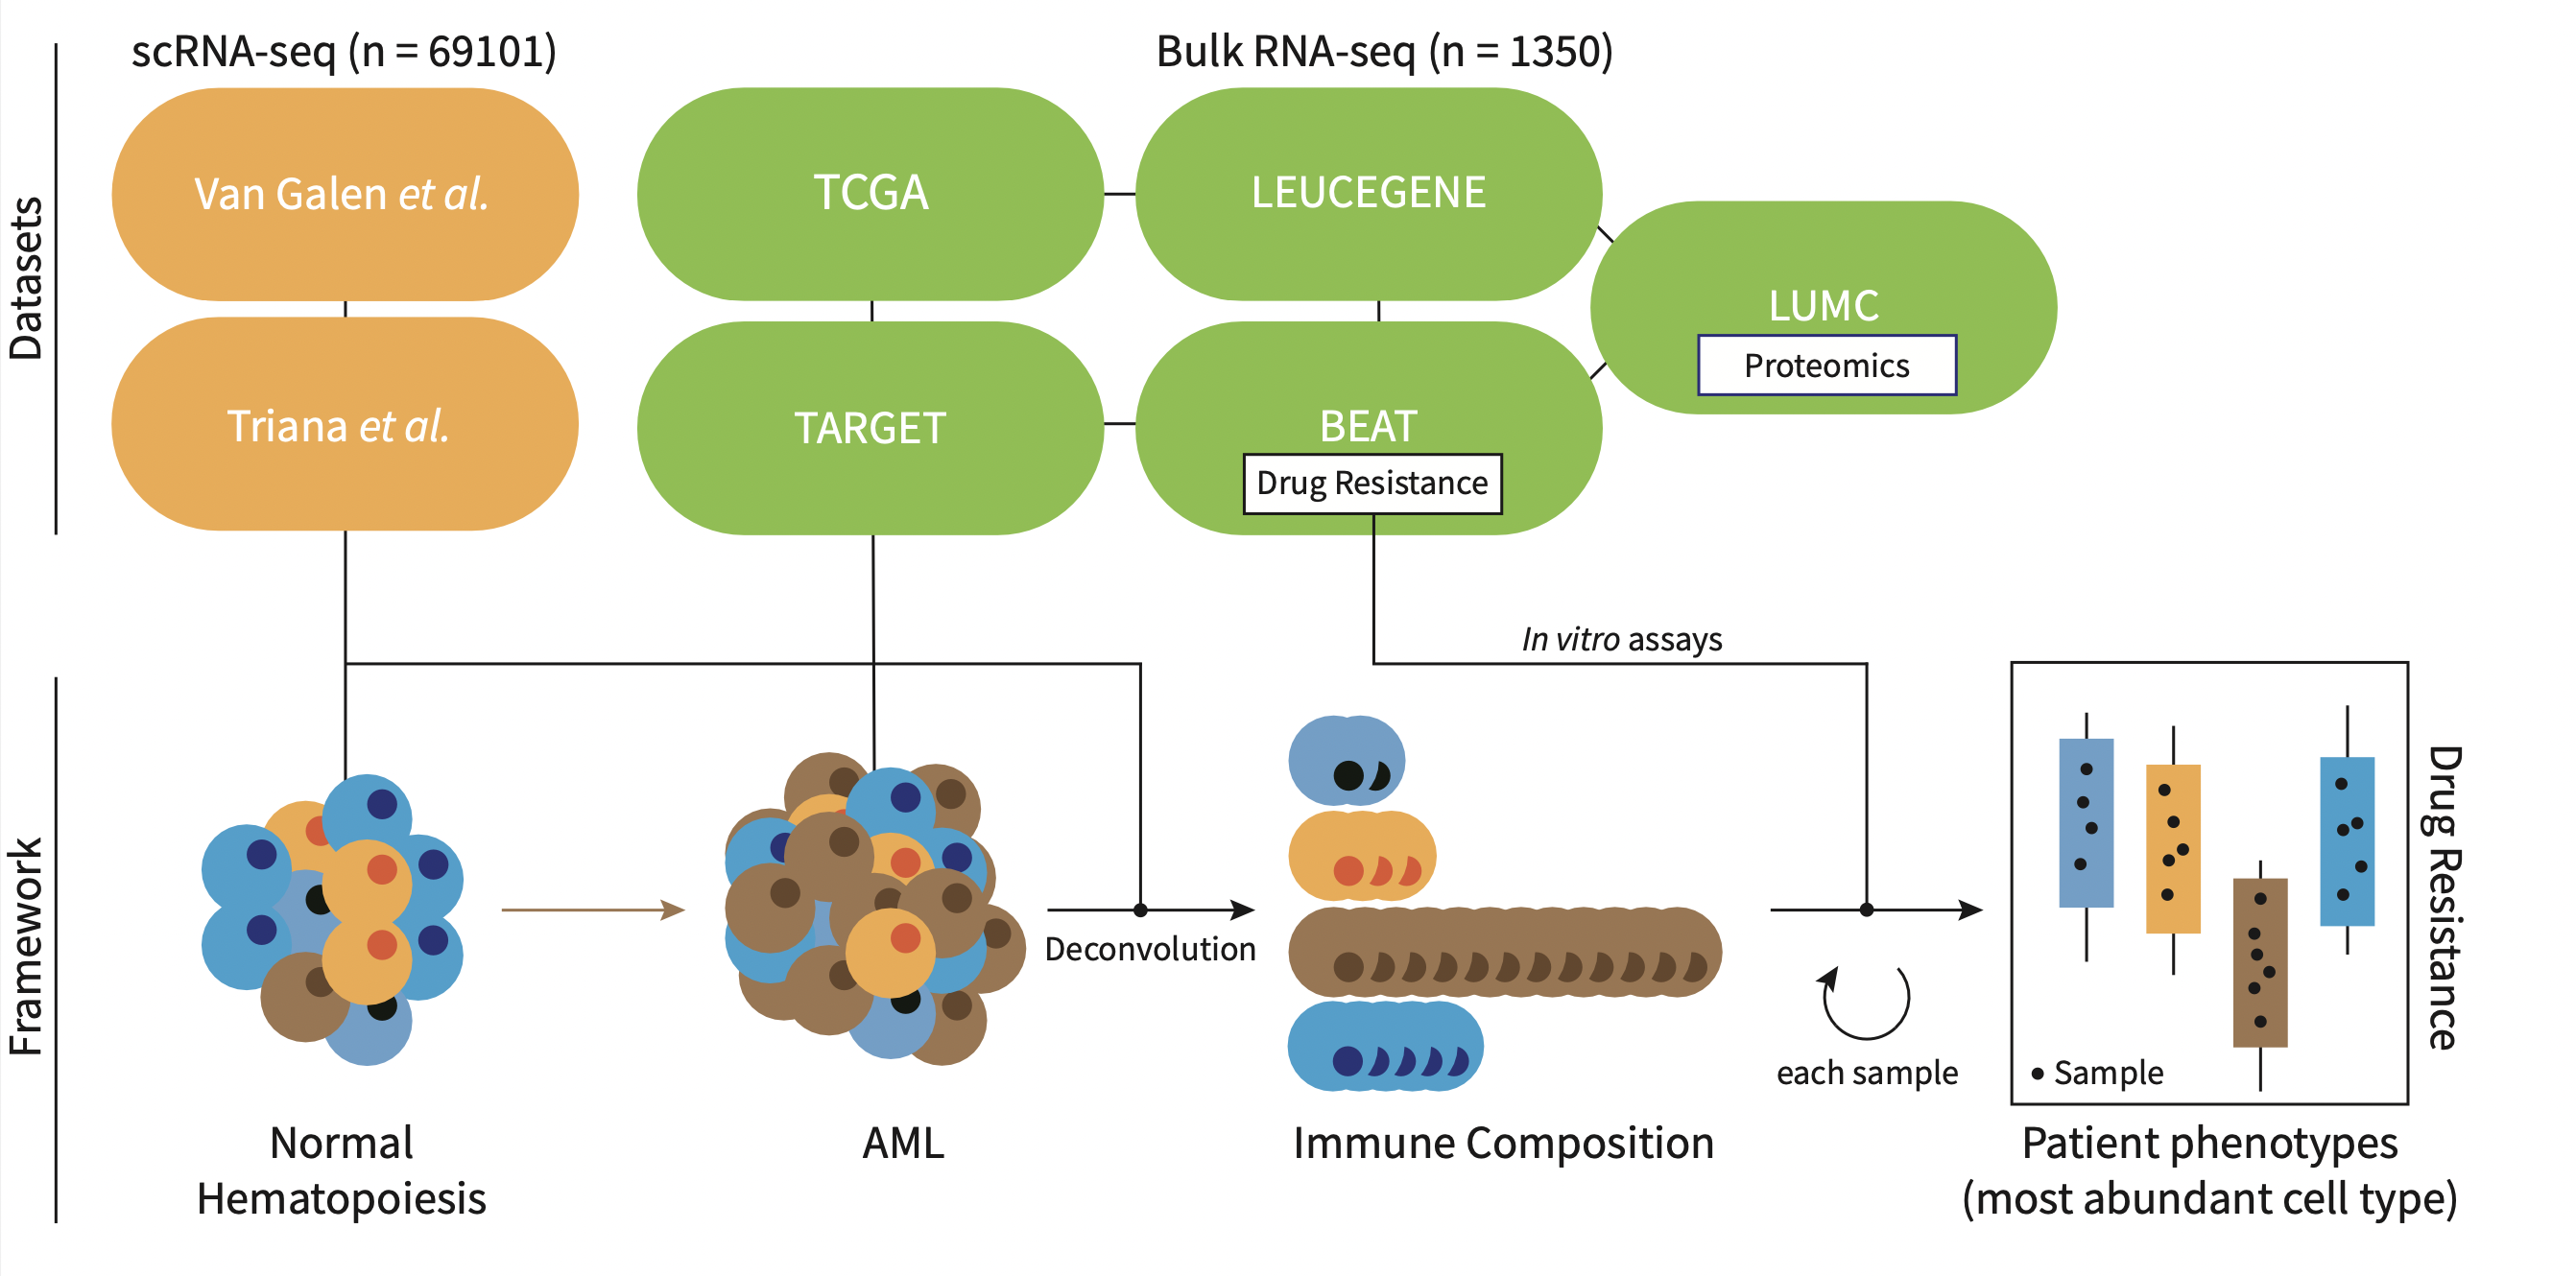 scRNA-seq (n = 69101)
Bulk RNA-seq (n = 1350)
Datasets
Van Galen et al.
TCGA
LEUCEGENE
LUMC
Proteomics
Triana et al.
TARGET
BEAT
Drug Resistance
In vitro assays
Framework
Deconvolution
each sample
Sample
Drug Resistance
Normal
Hematopoiesis
AML
Immune Composition
Patient phenotypes
(most abundant cell type)